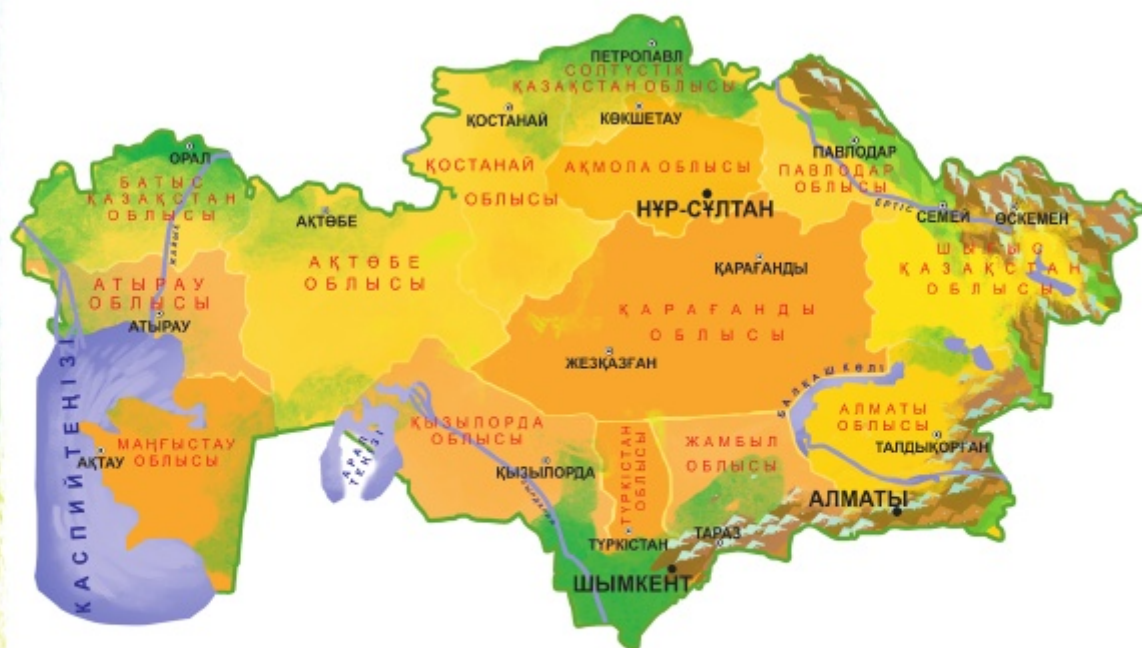 ПЕТРОПАВЛ
СОЛТҮСТІК
ҚАЗАҚСТАН ОБЛЫСЫ
ҚОСТАНАЙ
КӨКШЕТАУ
ҚОСТАНАЙ
ОБЛЫСЫ
АҚМОЛА ОБЛЫСЫ
НҰР-СҰЛТАН
ПАВЛОДАР
ПАВЛОДАР
ОБЛЫСЫ
ЕРТІС
СЕМЕЙ
ӨСКЕМЕН
ШЫҒЫС
ҚАЗАҚСТАН
ОБЛЫСЫ
ОРАЛ
БАТЫС
ҚАЗАҚСТАН
ОБЛЫСЫ
ЖАЙЫҚ
АҚТӨБЕ
АҚТӨБЕ
ОБЛЫСЫ
АТЫРАУ
ОБЛЫСЫ
АТЫРАУ
ҚАРАҒАНДЫ
ҚАРАҒАНДЫ
ОБЛЫСЫ
ЖЕЗҚАЗҒАН
КАСПИЙ ТЕҢІЗІ
МАҢҒЫСТАУ
ОБЛЫСЫ
АҚТАУ
АРАЛ
ТЕҢІЗІ
ҚЫЗЫЛОРДА
ОБЛЫСЫ
ҚЫЗЫЛОРДА
СЫРДАРИЯ
ТҮРКІСТАН
ОБЛЫСЫ
ТҮРКІСТАН
ЖАМБЫЛ
ОБЛЫСЫ
ТАРАЗ
ШЫМКЕНТ
БАЛҚАШ КӨЛІ
АЛМАТЫ
ОБЛЫСЫ
ТАЛДЫҚОРҒАН
АЛМАТЫ